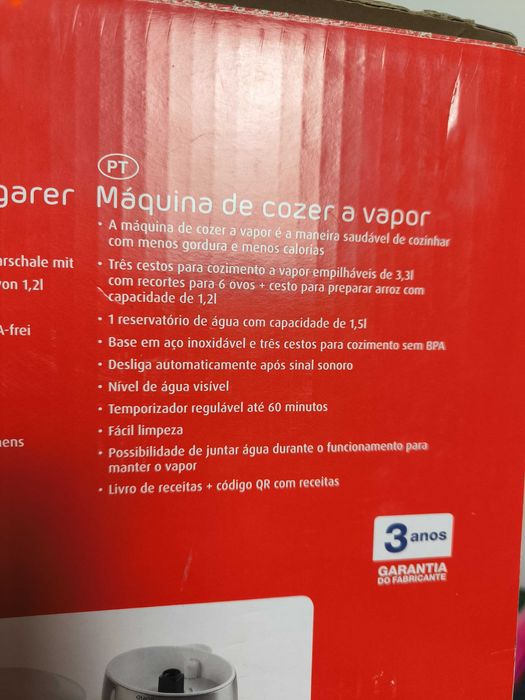 PT
garer
Máquina de cozer a vapor
• A máquina de cozer a vapor é a maneira saudável de cozinhar
com menos gordura e menos calorias
arschale mit
• Três cestos para cozimento a vapor empilháveis de 3,3l
von 1,2l
com recortes para 6 ovos + cesto para preparar arroz com
capacidade de 1,2l
A-frei
• 1 reservatório de água com capacidade de 1,5l
• Base em aço inoxidável e três cestos para cozimento sem BPA
• Desliga automaticamente após sinal sonoro
• Nível de água visível
• Temporizador regulável até 60 minutos
• Fácil limpeza
mens
• Possibilidade de juntar água durante o funcionamento para
manter o vapor
• Livro de receitas + código QR com receitas
3 anos
GARANTIA
DO FABRICANTE